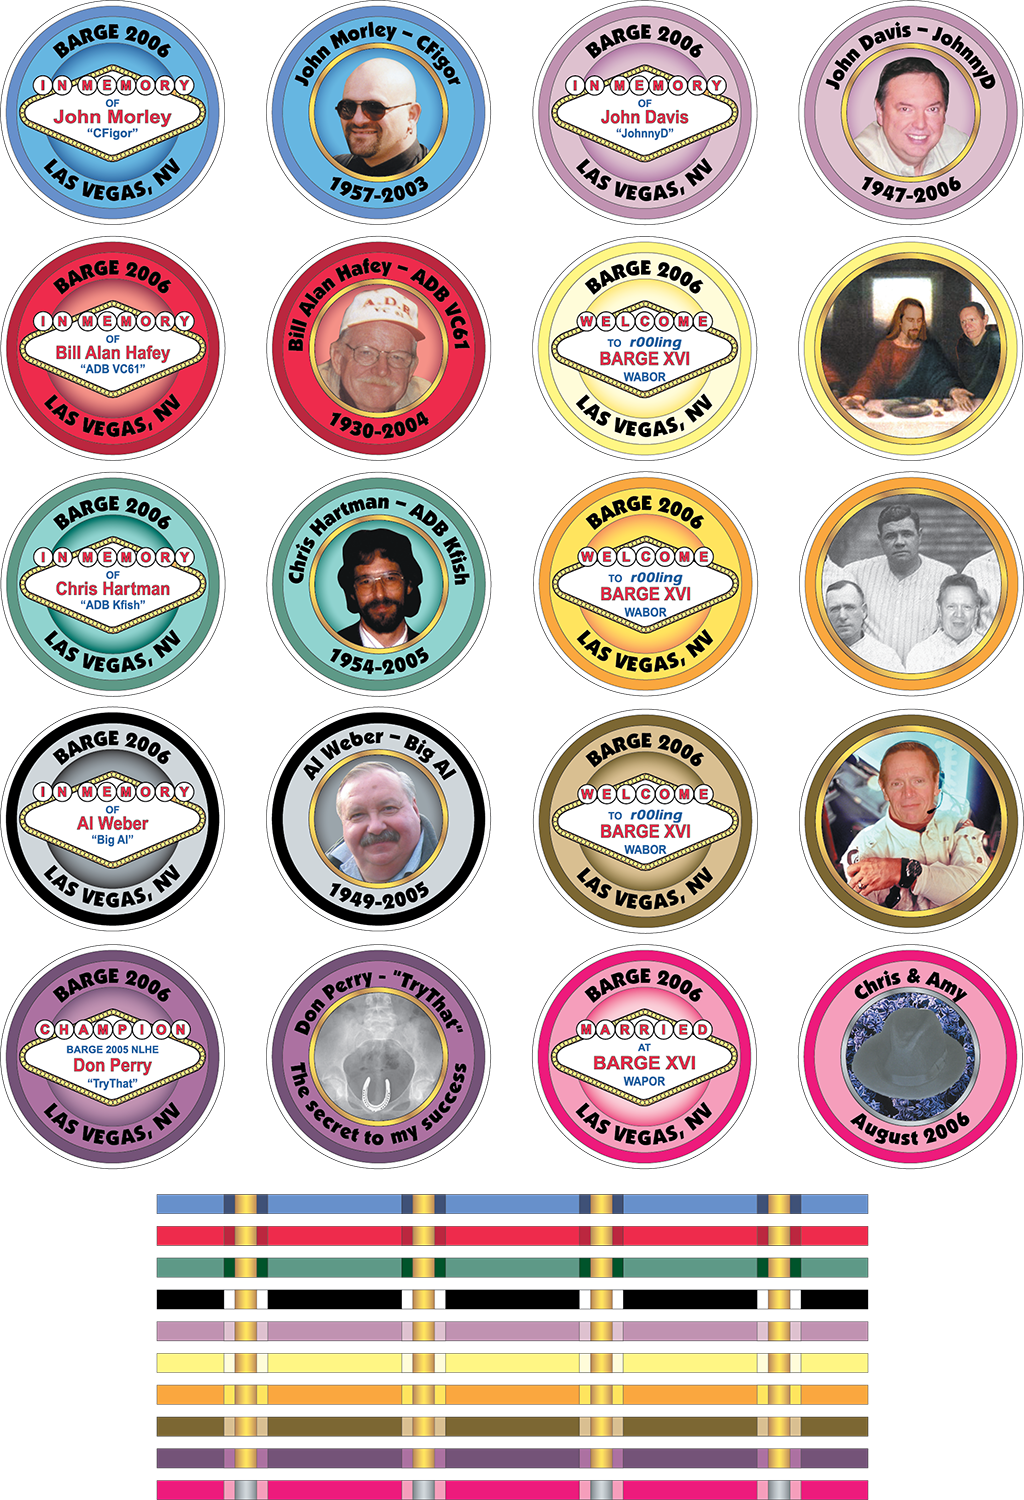 BARGE 2006
IN MEMORY
OF
John Morley
“CFigor”
LAS VEGAS, NV
John Morley – CFigor
1957-2003
BARGE 2006
IN MEMORY
OF
John Davis
“JohnnyD”
LAS VEGAS, NV
John Davis – JohnnyD
1947-2006
BARGE 2006
IN MEMORY
OF
Bill Alan Hafey
“ADB VC61”
LAS VEGAS, NV
Bill Alan Hafey – ADB VC61
A.D.B
VC 61
1930-2004
BARGE 2006
WELCOME
TO r00ling
BARGE XVI
WABOR
LAS VEGAS, NV
BARGE 2006
IN MEMORY
OF
Chris Hartman
“ADB Kfish”
LAS VEGAS, NV
Chris Hartman – ADB Kfish
1954-2005
BARGE 2006
WELCOME
TO r00ling
BARGE XVI
WABOR
LAS VEGAS, NV
BARGE 2006
IN MEMORY
OF
Al Weber
“Big Al”
LAS VEGAS, NV
Al Weber – Big Al
1949-2005
BARGE 2006
WELCOME
TO r00ling
BARGE XVI
WABOR
LAS VEGAS, NV
BARGE 2006
CHAMPION
BARGE 2005 NLHE
Don Perry
“TryThat”
LAS VEGAS, NV
Don Perry - "TryThat"
The secret to my success
BARGE 2006
MARRIED
AT
BARGE XVI
WAPOR
LAS VEGAS, NV
Chris & Amy
August 2006